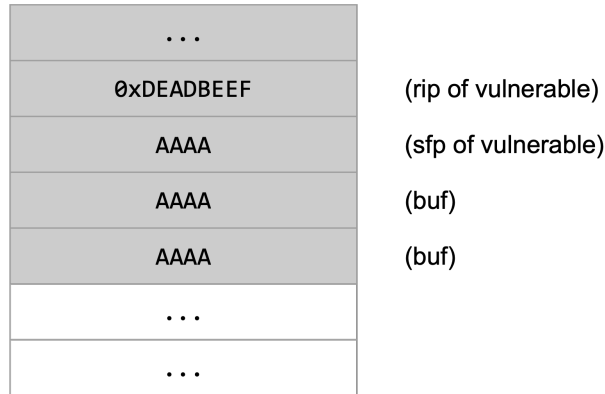 ...
0xDEADBEEF (rip of vulnerable)
AAAA (sfp of vulnerable)
AAAA (buf)
AAAA (buf)
...
...